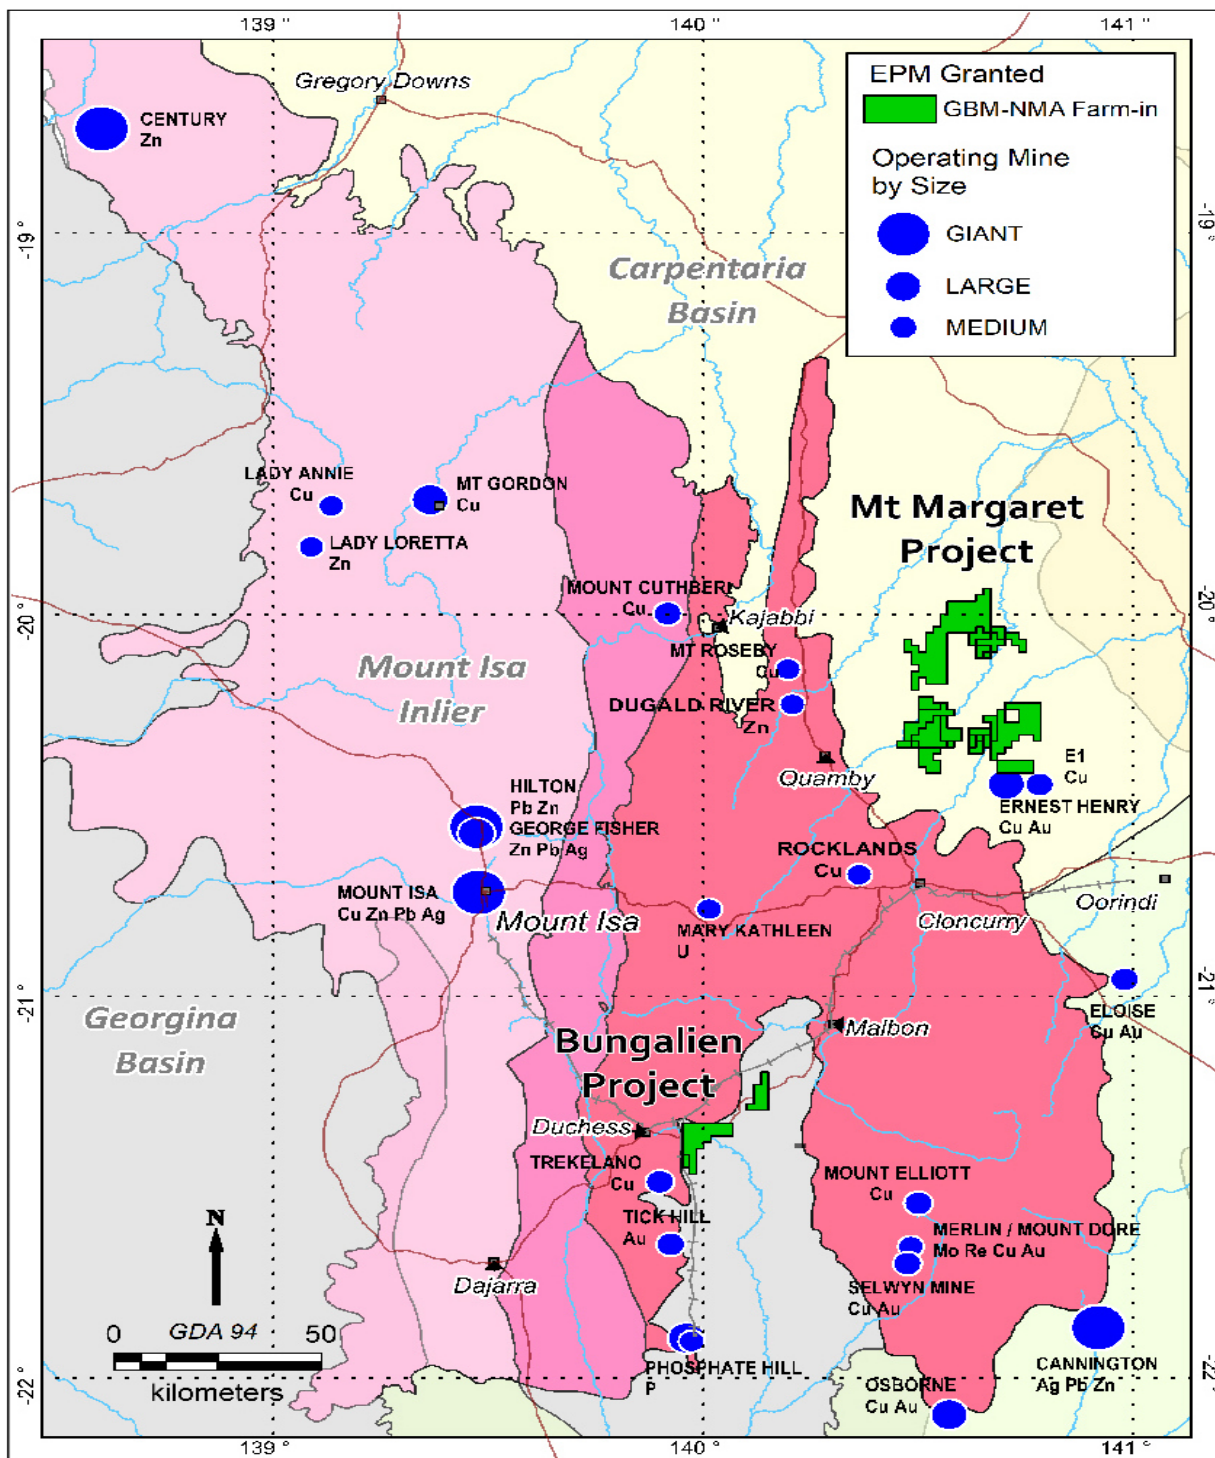 139 °
140 °
141 °
Gregory Downs
CENTURY
Zn
EPM Granted
GBM-NMA Farm-in
Operating Mine
by Size
GIANT
LARGE
MEDIUM
-19 °
-19 °
Carpentaria
Basin
LADY ANNIE
Cu
MT GORDON
Cu
LADY LORETTA
Zn
Mt Margaret
Project
MOUNT CUTHBERT
Cu
-20 °
-20 °
Kajabbi
MT ROSEBY
Cu
Mount Isa
Inlier
DUGALD RIVER
Zn
Quamby
E1
Cu
HILTON
Pb Zn
ERNEST HENRY
Cu Au
GEORGE FISHER
Zn Pb Ag
ROCKLANDS
Cu
MOUNT ISA
Cu Zn Pb Ag
Mount Isa
Oorindi
Cloncurry
MARY KATHLEEN
U
-21 °
-21 °
Georgina
Basin
ELOISE
Cu Au
Malbon
Bungalien
Project
Duchess
TREKELANO
Cu
MOUNT ELLIOTT
Cu
TICK HILL
Au
MERLIN / MOUNT DORE
Mo Re Cu Au
N
Dajarra
SELWYN MINE
Cu Au
0 GDA 94 50
kilometers
PHOSPHATE HILL
P
CANNINGTON
Ag Pb Zn
OSBORNE
Cu Au
-22 °
-22 °
139 °
140 °
141 °